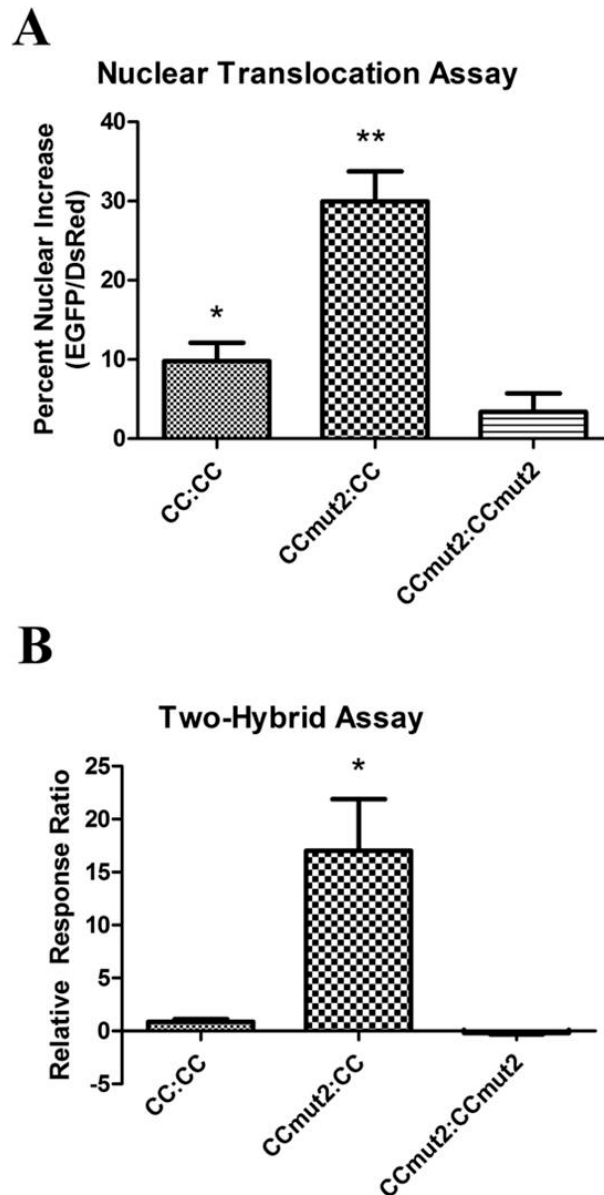 A
Nuclear Translocation Assay
Percent Nuclear Increase
(EGFP/DsRed)
40
30
20
10
0
*
**
CC:CC
CCmut2:CC
CCmut2:CCmut2
B
Two-Hybrid Assay
Relative Response Ratio
25
20
15
10
5
0
-5
*
CC:CC
CCmut2:CC
CCmut2:CCmut2